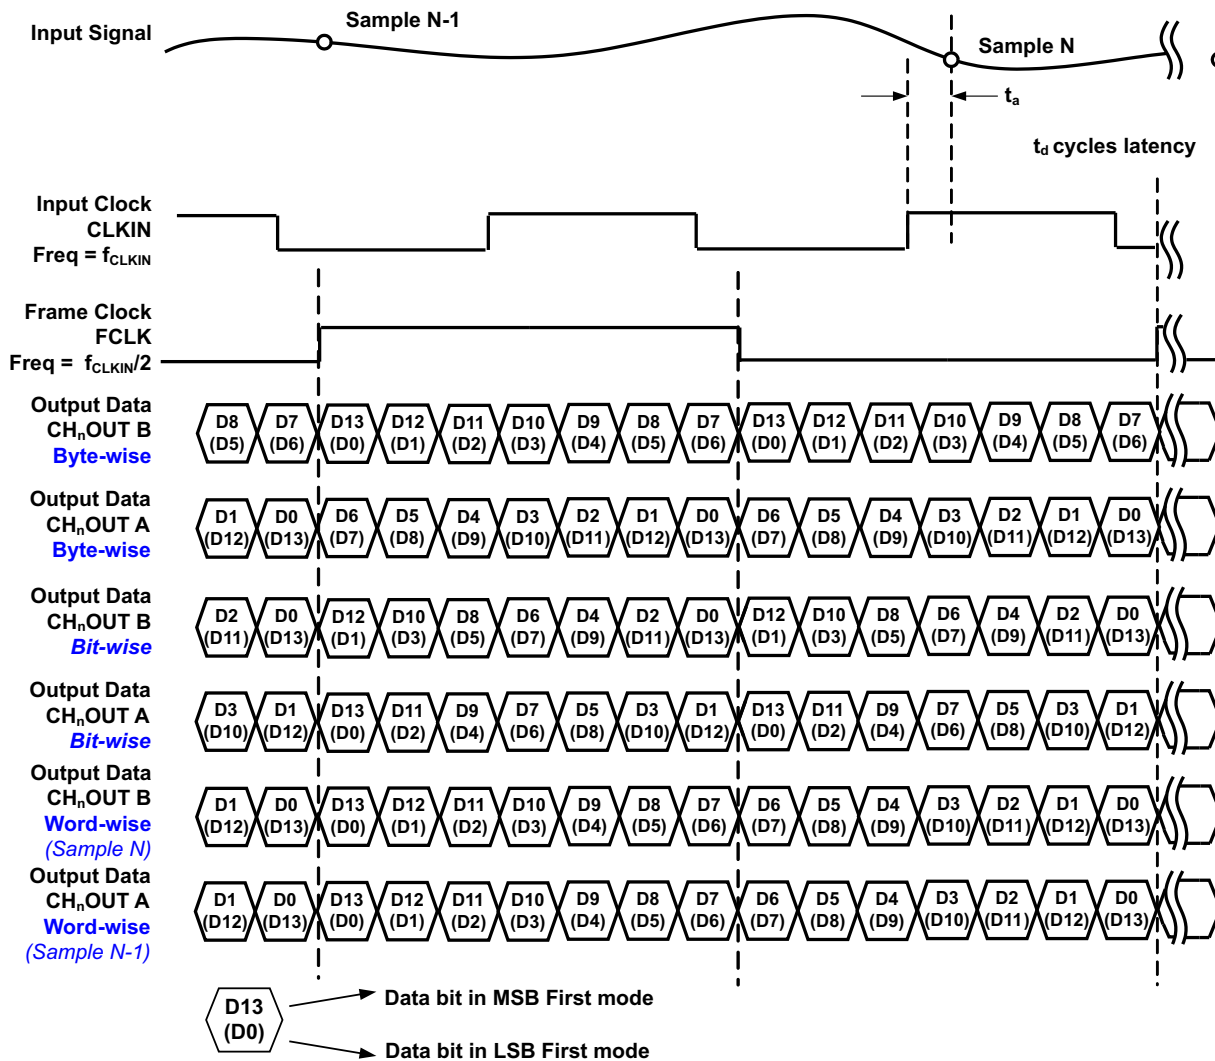 Sample N-1
Input Signal
Sample N
tₐ
t_d cycles latency
Input Clock
CLKIN
Freq = f_CLKIN
Frame Clock
FCLK
Freq = f_CLKIN/2
Output Data
CHₙOUT B
Byte-wise
D8 D7 D13 D12 D11 D10 D9 D8 D7 D13 D12 D11 D10 D9 D8 D7
(D5) (D6) (D0) (D1) (D2) (D3) (D4) (D5) (D6) (D0) (D1) (D2) (D3) (D4) (D5) (D6)
Output Data
CHₙOUT A
Byte-wise
D1 D0 D6 D5 D4 D3 D2 D1 D0 D6 D5 D4 D3 D2 D1 D0
(D12) (D13) (D7) (D8) (D9) (D10) (D11) (D12) (D13) (D7) (D8) (D9) (D10) (D11) (D12) (D13)
Output Data
CHₙOUT B
Bit-wise
D2 D0 D12 D10 D8 D6 D4 D2 D0 D12 D10 D8 D6 D4 D2 D0
(D11) (D13) (D1) (D3) (D5) (D7) (D9) (D11) (D13) (D1) (D3) (D5) (D7) (D9) (D11) (D13)
Output Data
CHₙOUT A
Bit-wise
D3 D1 D13 D11 D9 D7 D5 D3 D1 D13 D11 D9 D7 D5 D3 D1
(D10) (D12) (D0) (D2) (D4) (D6) (D8) (D10) (D12) (D0) (D2) (D4) (D6) (D8) (D10) (D12)
Output Data
CHₙOUT B
Word-wise
(Sample N)
D1 D0 D13 D12 D11 D10 D9 D8 D7 D6 D5 D4 D3 D2 D1 D0
(D12) (D13) (D0) (D1) (D2) (D3) (D4) (D5) (D6) (D7) (D8) (D9) (D10) (D11) (D12) (D13)
Output Data
CHₙOUT A
Word-wise
(Sample N-1)
D1 D0 D13 D12 D11 D10 D9 D8 D7 D6 D5 D4 D3 D2 D1 D0
(D12) (D13) (D0) (D1) (D2) (D3) (D4) (D5) (D6) (D7) (D8) (D9) (D10) (D11) (D12) (D13)
D13
(D0)
Data bit in MSB First mode
Data bit in LSB First mode